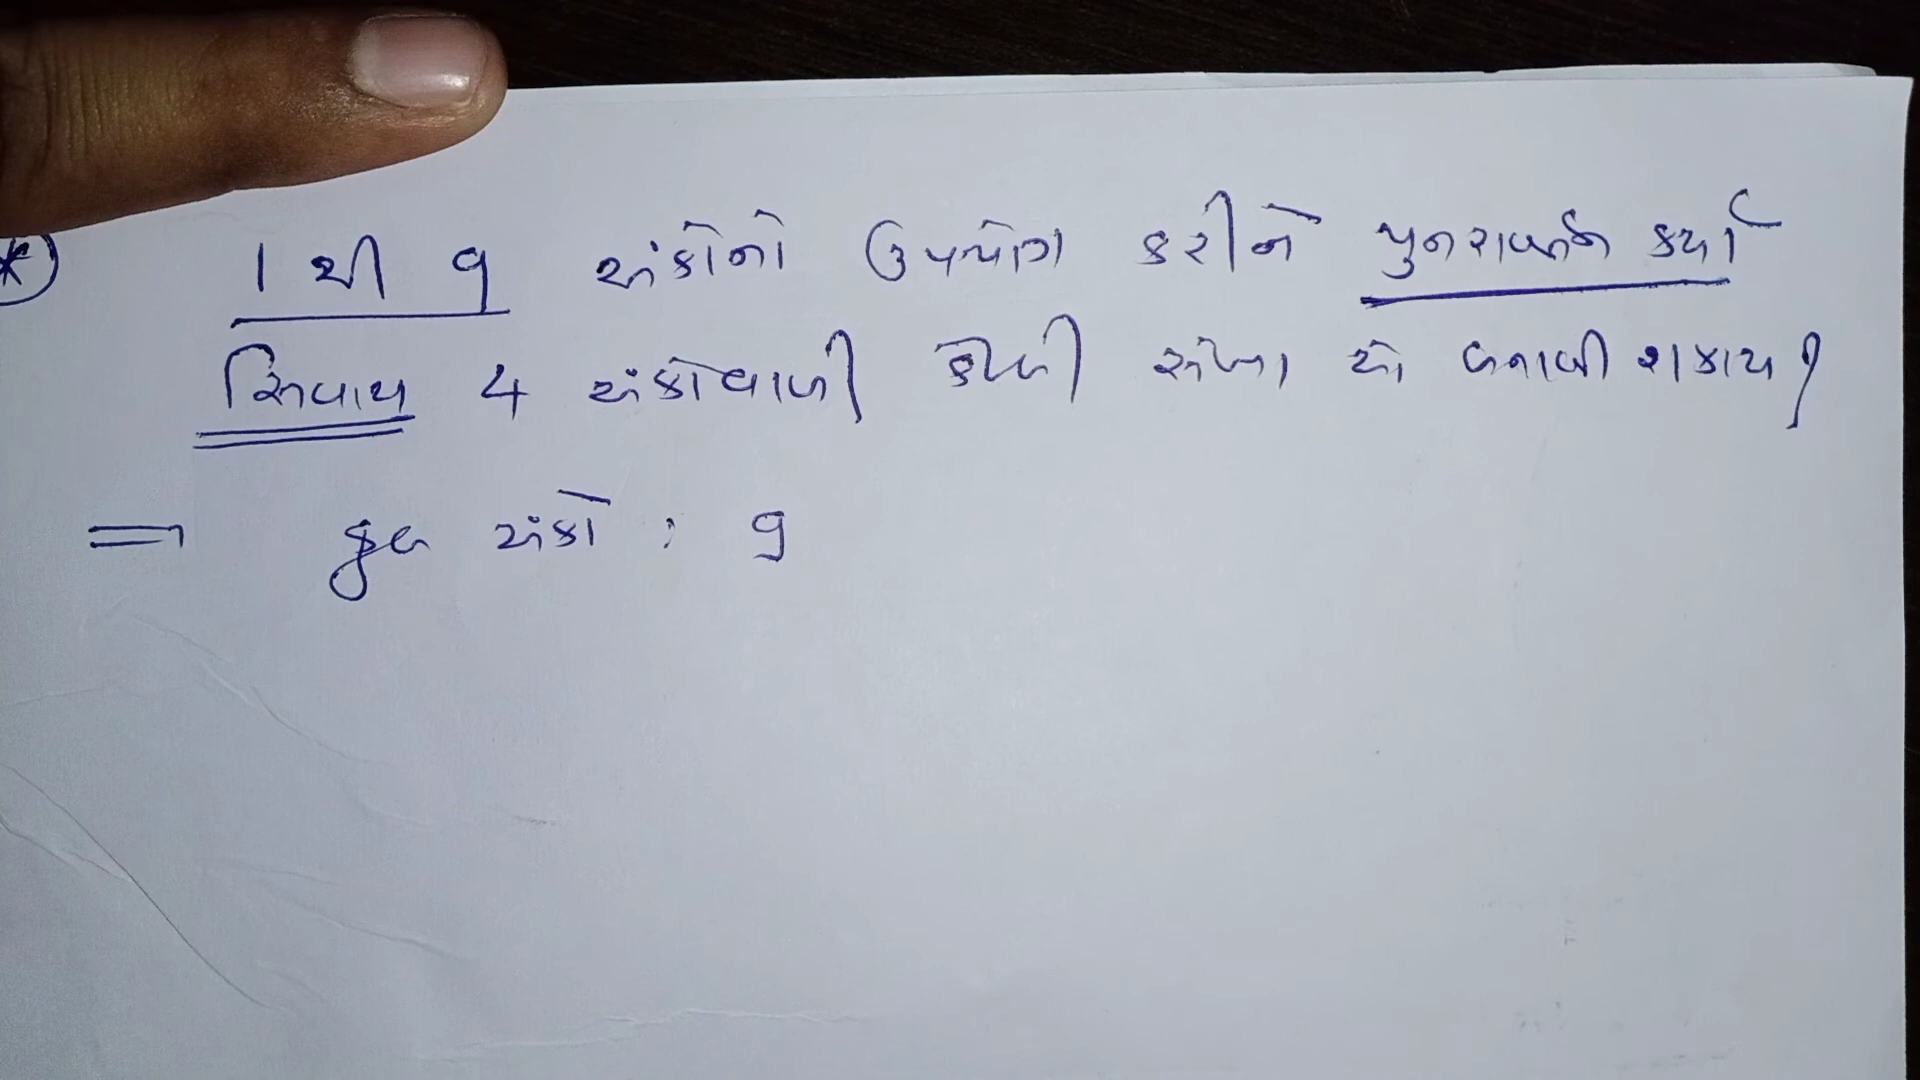 * 1 થી 9 અંકોનો ઉપયોગ કરીને પુનરાવર્તન કર્યા
સિવાય 4 અંકોવાળી કેટલી સંખ્યા ઓ બનાવી શકાય ?
⇒ કુલ અંકો : 9